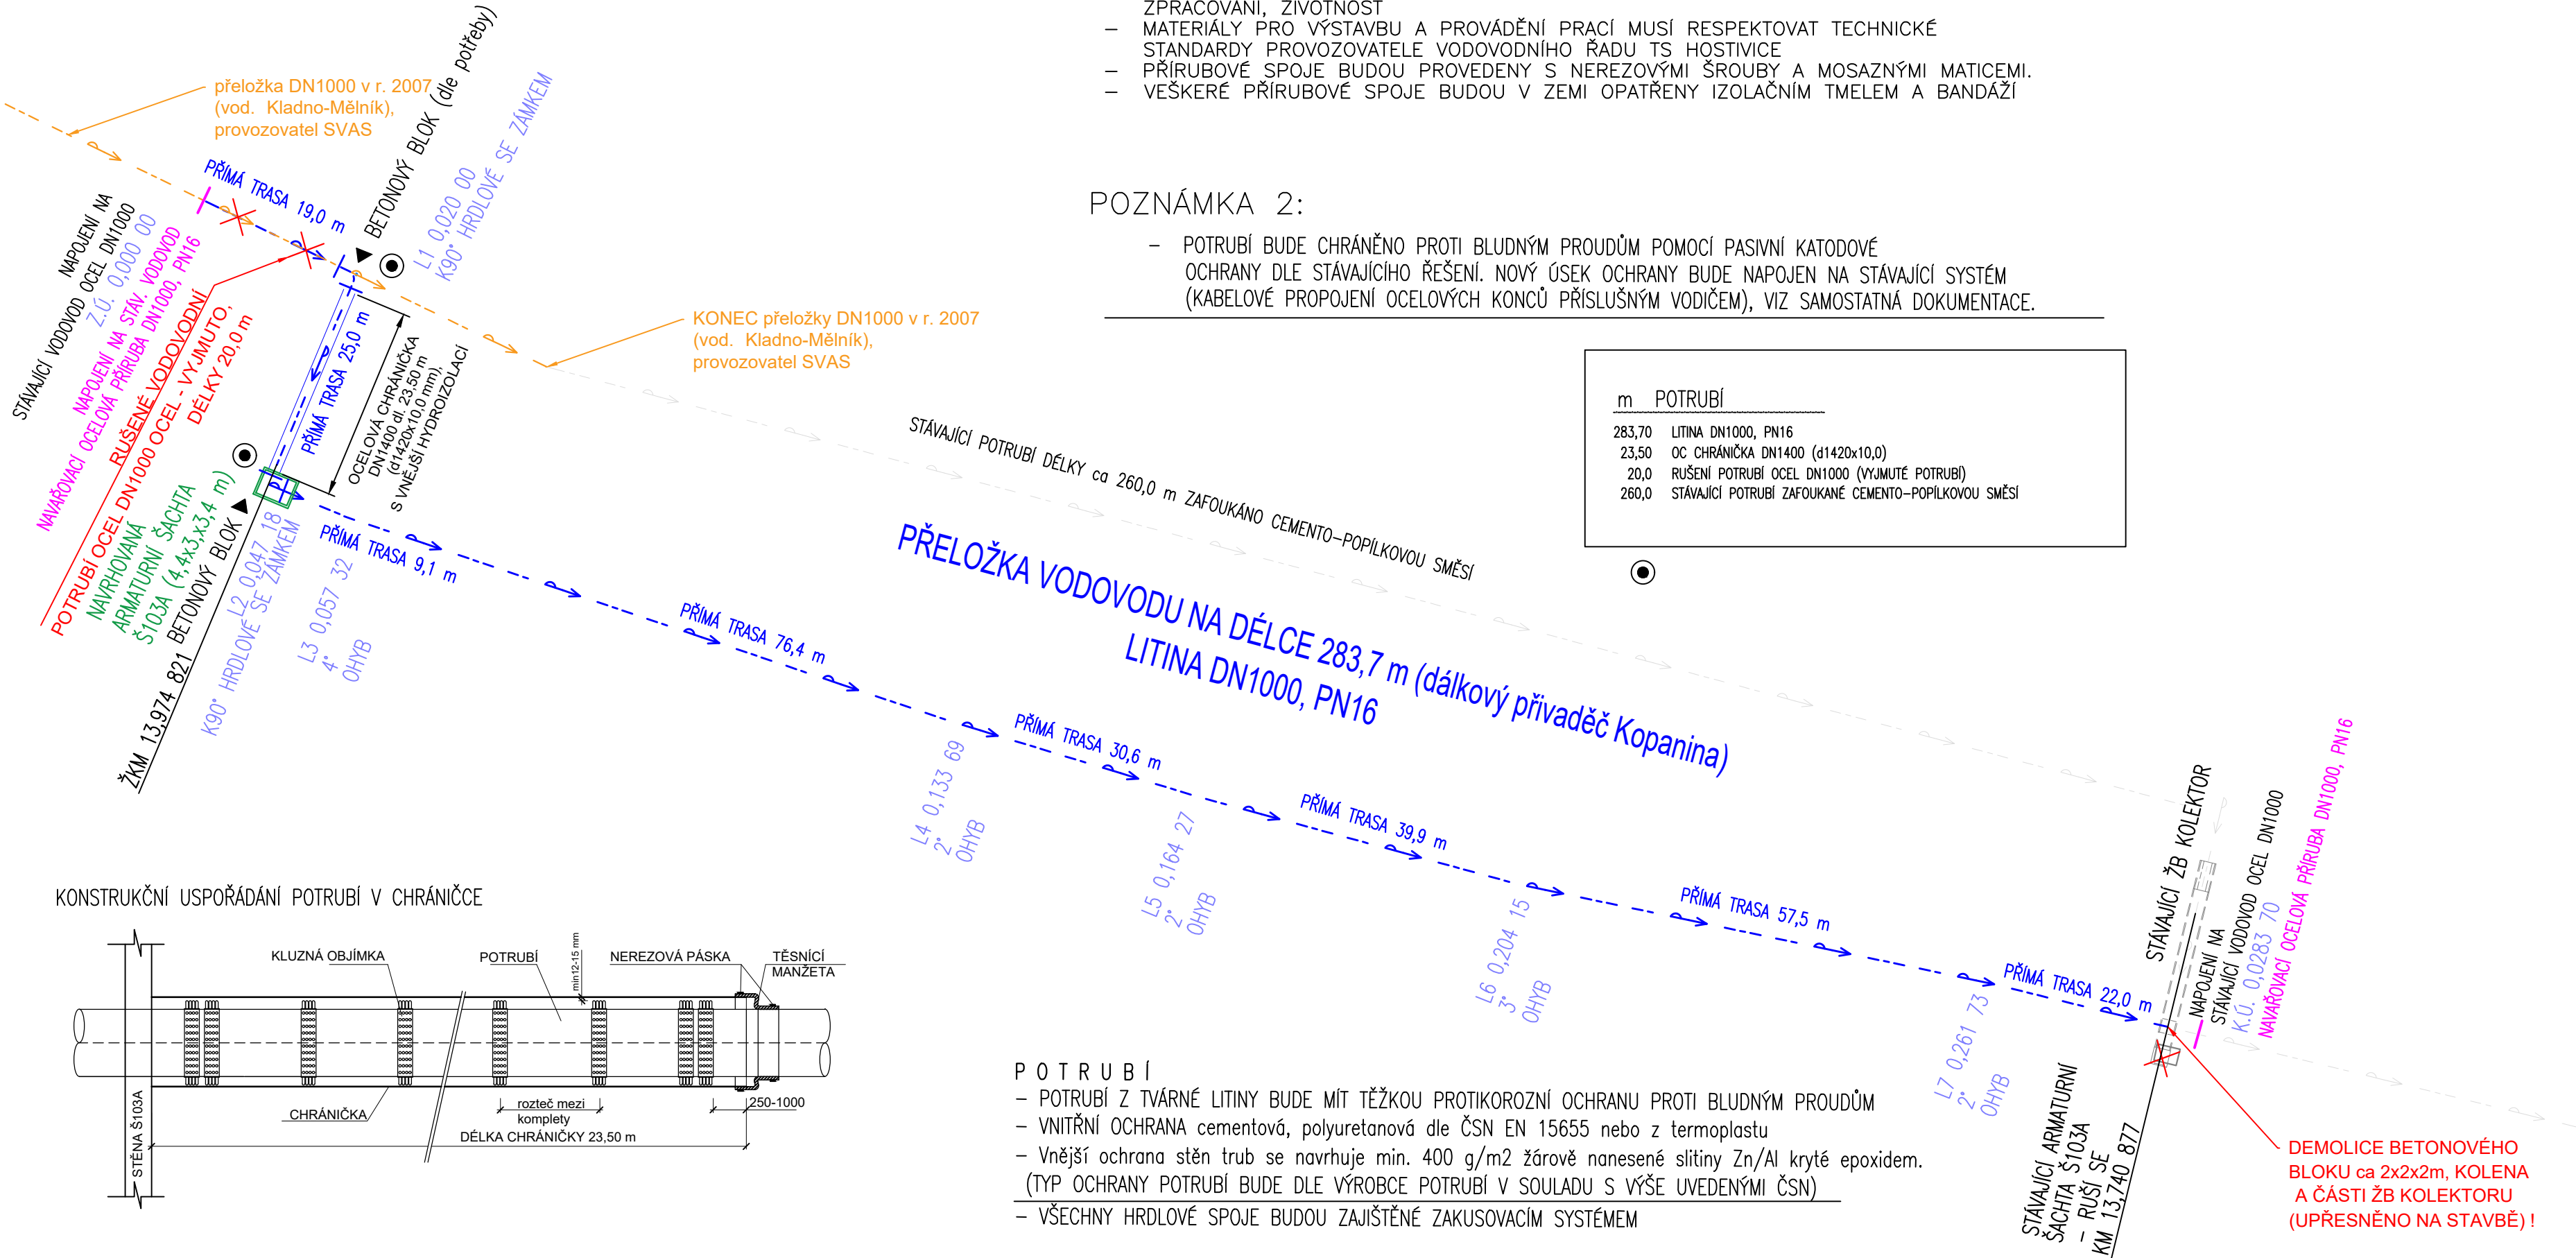 ZPRACOVÁNÍ, ŽIVOTNOST
– MATERIÁLY PRO VÝSTAVBU A PROVÁDĚNÍ PRACÍ MUSÍ RESPEKTOVAT TECHNICKÉ
STANDARDY PROVOZOVATELE VODOVODNÍHO ŘADU TS HOSTIVICE
– PŘÍRUBOVÉ SPOJE BUDOU PROVEDENY S NEREZOVÝMI ŠROUBY A MOSAZNÝMI MATICEMI.
– VEŠKERÉ PŘÍRUBOVÉ SPOJE BUDOU V ZEMI OPATŘENY IZOLAČNÍM TMELEM A BANDÁŽÍ
POZNÁMKA 2:
– POTRUBÍ BUDE CHRÁNĚNO PROTI BLUDNÝM PROUDŮM POMOCÍ PASIVNÍ KATODOVÉ
OCHRANY DLE STÁVAJÍCÍHO ŘEŠENÍ. NOVÝ ÚSEK OCHRANY BUDE NAPOJEN NA STÁVAJÍCÍ SYSTÉM
(KABELOVÉ PROPOJENÍ OCELOVÝCH KONCŮ PŘÍSLUŠNÝM VODIČEM), VIZ SAMOSTATNÁ DOKUMENTACE.
m POTRUBÍ
283,70 LITINA DN1000, PN16
23,50 OC CHRÁNIČKA DN1400 (d1420x10,0)
20,0 RUŠENÍ POTRUBÍ OCEL DN1000 (VYJMUTÉ POTRUBÍ)
260,0 STÁVAJÍCÍ POTRUBÍ ZAFOUKANÉ CEMENTO–POPÍLKOVOU SMĚSÍ
přeložka DN1000 v r. 2007
(vod. Kladno-Mělník),
provozovatel SVAS
PŘÍMÁ TRASA 19,0 m
BETONOVÝ BLOK (dle potřeby)
L1 0,020 00
K90° HRDLOVÉ SE ZÁMKEM
NAPOJENÍ NA
STÁVAJÍCÍ VODOVOD OCEL DN1000
Z.Ú. 0,000 00
NAPOJENÍ NA STÁV. VODOVOD
NAVAŘOVACÍ OCELOVÁ PŘÍRUBA DN1000, PN16
RUŠENÉ VODOVODNÍ
POTRUBÍ OCEL DN1000 OCEL - VYJMUTO,
DÉLKY 20,0 m
KONEC přeložky DN1000 v r. 2007
(vod. Kladno-Mělník),
provozovatel SVAS
PŘÍMÁ TRASA 25,0 m
OCELOVÁ CHRÁNIČKA
DN1400 dl. 23,50 m
(d1420x10,0 mm),
S VNĚJŠÍ HYDROIZOLACÍ
NAVRHOVANÁ
ARMATURNÍ ŠACHTA
Š103A (4,4x3,x3,4 m)
BETONOVÝ BLOK
ŽKM 13,974 821
L2 0,047 18
K90° HRDLOVÉ SE ZÁMKEM
L3 0,057 32
4°
OHYB
PŘÍMÁ TRASA 9,1 m
STÁVAJÍCÍ POTRUBÍ DÉLKY ca 260,0 m ZAFOUKÁNO CEMENTO–POPÍLKOVOU SMĚSÍ
PŘELOŽKA VODOVODU NA DÉLCE 283,7 m (dálkový přivaděč Kopanina)
LITINA DN1000, PN16
PŘÍMÁ TRASA 76,4 m
L4 0,133 69
2°
OHYB
PŘÍMÁ TRASA 30,6 m
L5 0,164 27
2°
OHYB
PŘÍMÁ TRASA 39,9 m
L6 0,204 15
3°
OHYB
PŘÍMÁ TRASA 57,5 m
L7 0,261 73
2°
OHYB
PŘÍMÁ TRASA 22,0 m
STÁVAJÍCÍ ŽB KOLEKTOR
NAPOJENÍ NA
STÁVAJÍCÍ VODOVOD OCEL DN1000
K.Ú. 0,0283 70
NAVAŘOVACÍ OCELOVÁ PŘÍRUBA DN1000, PN16
STÁVAJÍCÍ ARMATURNÍ
ŠACHTA Š103A
– RUŠÍ SE
KM 13,740 877
DEMOLICE BETONOVÉHO
BLOKU ca 2x2x2m, KOLENA
A ČÁSTI ŽB KOLEKTORU
(UPŘESNĚNO NA STAVBĚ) !
KONSTRUKČNÍ USPOŘÁDÁNÍ POTRUBÍ V CHRÁNIČCE
KLUZNÁ OBJÍMKA
POTRUBÍ
min12-15 mm
NEREZOVÁ PÁSKA
TĚSNÍCÍ
MANŽETA
CHRÁNIČKA
rozteč mezi
komplety
250-1000
DÉLKA CHRÁNIČKY 23,50 m
STĚNA Š103A
POTRUBÍ
– POTRUBÍ Z TVÁRNÉ LITINY BUDE MÍT TĚŽKOU PROTIKOROZNÍ OCHRANU PROTI BLUDNÝM PROUDŮM
– VNITŘNÍ OCHRANA cementová, polyuretanová dle ČSN EN 15655 nebo z termoplastu
– Vnější ochrana stěn trub se navrhuje min. 400 g/m2 žárově nanesené slitiny Zn/Al kryté epoxidem.
(TYP OCHRANY POTRUBÍ BUDE DLE VÝROBCE POTRUBÍ V SOULADU S VÝŠE UVEDENÝMI ČSN)
– VŠECHNY HRDLOVÉ SPOJE BUDOU ZAJIŠTĚNÉ ZAKUSOVACÍM SYSTÉMEM